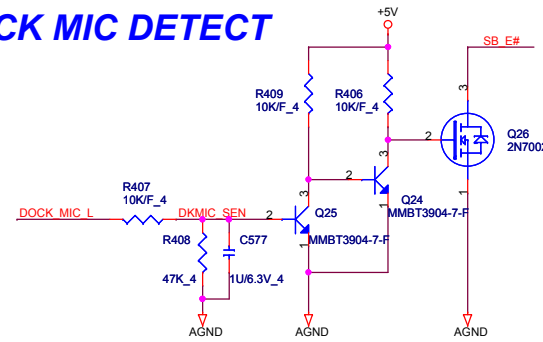 CK MIC DETECT
+5V
SB_E#
R409
10K/F_4
R406
10K/F_4
3
2
Q26
2N7002
R407
10K/F_4
3
2
Q24
MMBT3904-7-F
1
1
DOCK_MIC_L
DKMIC_SEN
3
2
Q25
MMBT3904-7-F
1
R408
C577
47K_4
1U/6.3V_4
AGND
AGND
AGND